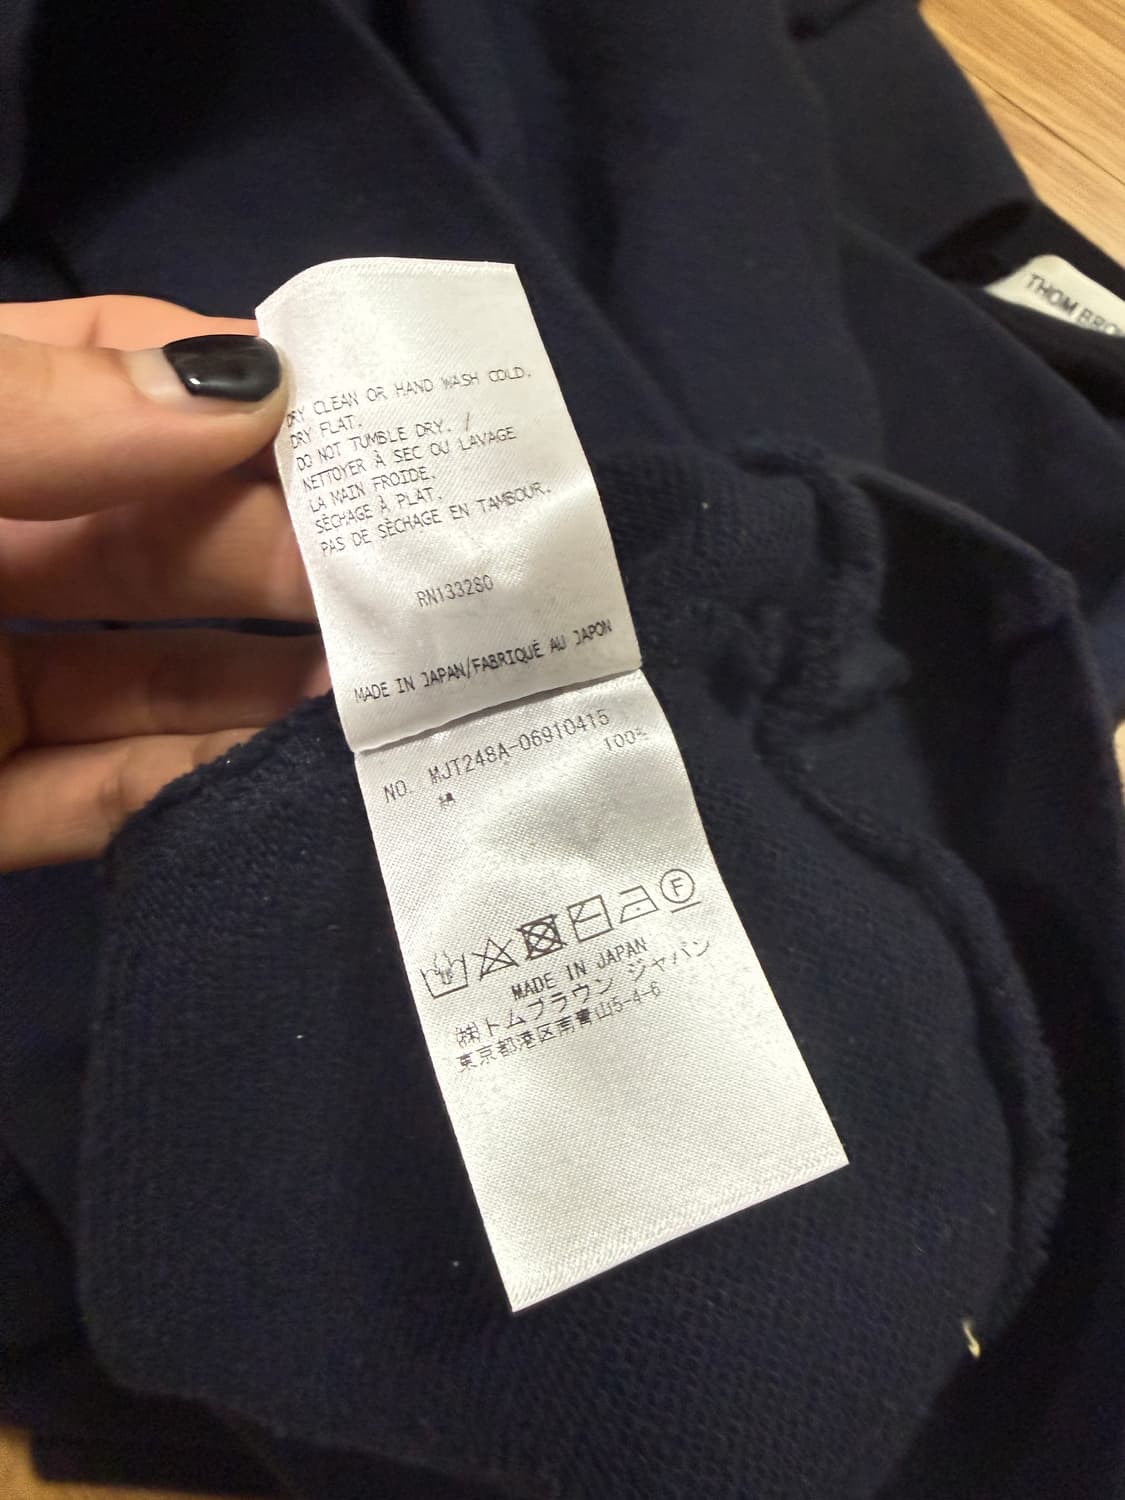 DRY CLEAN OR HAND WASH COLD.
DRY FLAT.
DO NOT TUMBLE DRY. /
NETTOYER À SEC OU LAVAGE
LA MAIN FROIDE.
SÈCHAGE À PLAT.
PAS DE SÈCHAGE EN TAMBOUR.
RN133280
MADE IN JAPAN/FABRIQUÉ AU JAPON
NO. MJT248A-06910415
綿 100%
F
MADE IN JAPAN
㈱トムブラウン ジャパン
東京都港区南青山5-4-6
THOM